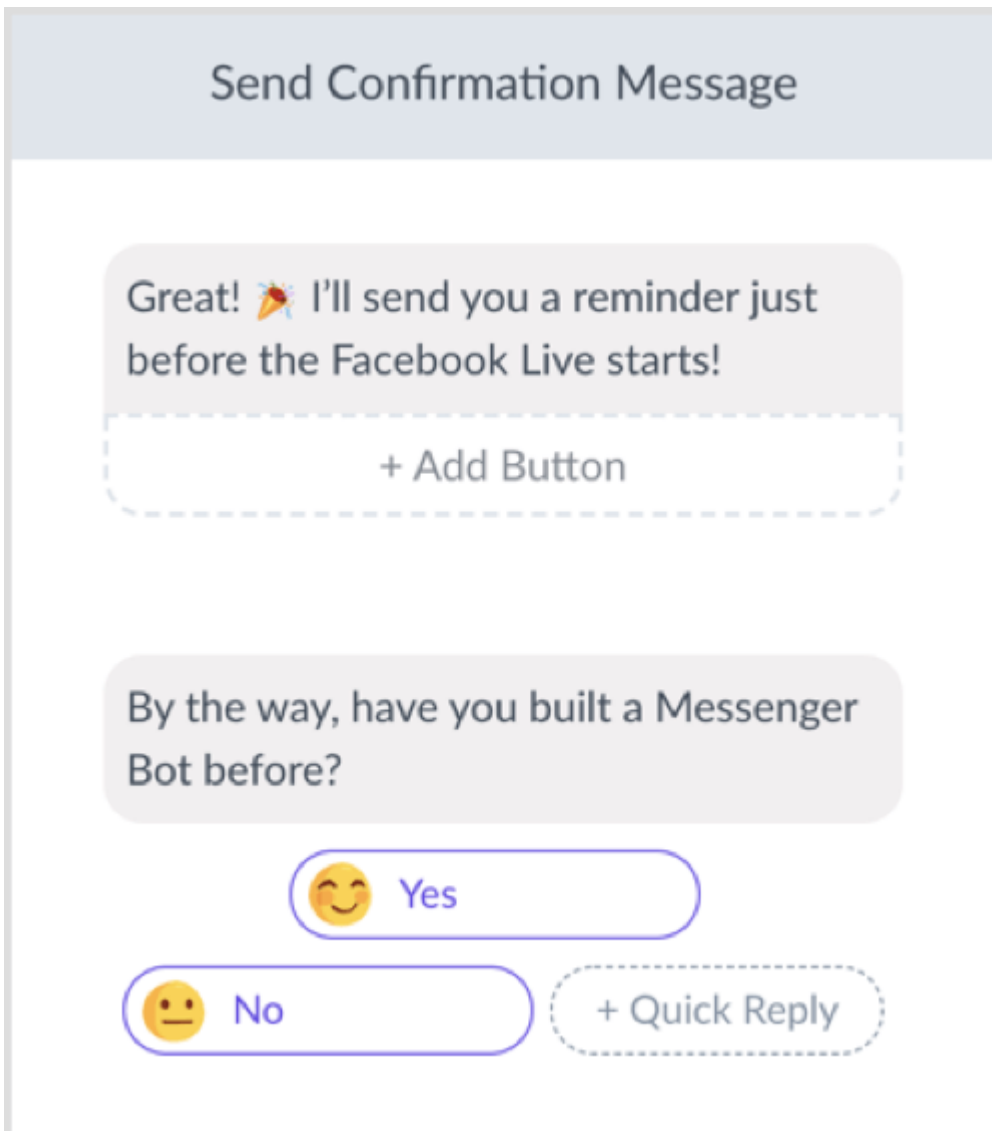 Send Confirmation Message
Great! 🎉 I'll send you a reminder just
before the Facebook Live starts!
+ Add Button
By the way, have you built a Messenger
Bot before?
😊 Yes
😐 No
+ Quick Reply